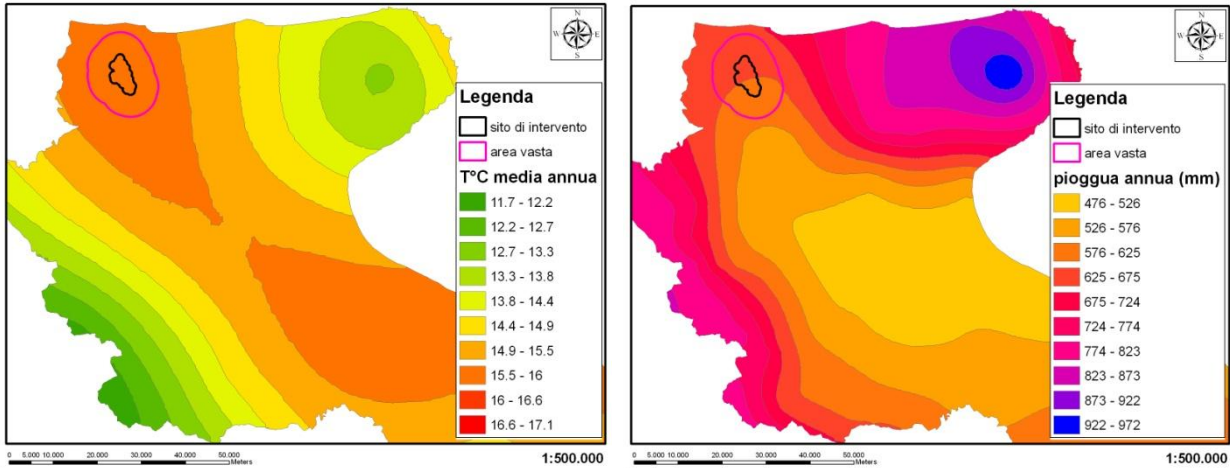 N
W E
S
Legenda
sito di intervento
area vasta
T°C media annua
11.7 - 12.2
12.2 - 12.7
12.7 - 13.3
13.3 - 13.8
13.8 - 14.4
14.4 - 14.9
14.9 - 15.5
15.5 - 16
16 - 16.6
16.6 - 17.1
0 5.000 10.000 20.000 30.000 40.000 50.000
Meters
1:500.000
N
W E
S
Legenda
sito di intervento
area vasta
pioggua annua (mm)
476 - 526
526 - 576
576 - 625
625 - 675
675 - 724
724 - 774
774 - 823
823 - 873
873 - 922
922 - 972
0 5.000 10.000 20.000 30.000 40.000 50.000
Meters
1:500.000